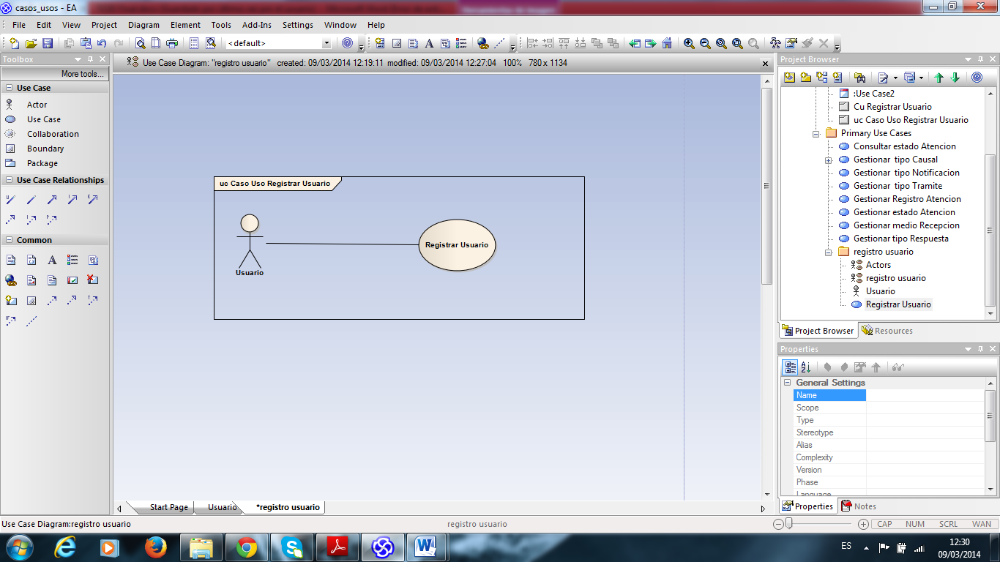 casos_usos - EA
File Edit View Project Diagram Element Tools Add-Ins Settings Window Help
<default>
Toolbox
More tools...
Use Case
Actor
Use Case
Collaboration
Boundary
Package
Use Case Relationships
Common
Use Case Diagram: "registro usuario" created: 09/03/2014 12:19:11 modified: 09/03/2014 12:27:04 100% 780 x 1134
uc Caso Uso Registrar Usuario
Usuario
Registrar Usuario
Start Page Usuario *registro usuario
Project Browser
:Use Case2
Cu Registrar Usuario
uc Caso Uso Registrar Usuario
Primary Use Cases
Consultar estado Atencion
Gestionar tipo Causal
Gestionar tipo Notificacion
Gestionar tipo Tramite
Gestionar Registro Atencion
Gestionar estado Atencion
Gestionar medio Recepcion
Gestionar tipo Respuesta
registro usuario
Actors
registro usuario
Usuario
Registrar Usuario
Project Browser Resources
Properties
General Settings
Name
Scope
Type
Stereotype
Alias
Complexity
Version
Phase
Language
Properties Notes
Use Case Diagram:registro usuario registro usuario CAP NUM SCRL WAN
ES 12:30
09/03/2014